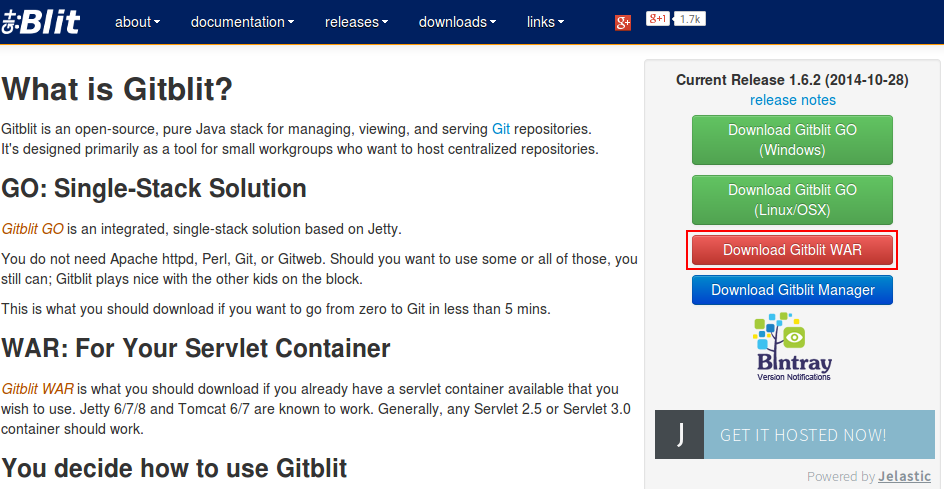 Git:Blit
about
documentation
releases
downloads
links
g+
g+1
1.7k
What is Gitblit?
Gitblit is an open-source, pure Java stack for managing, viewing, and serving Git repositories.
It's designed primarily as a tool for small workgroups who want to host centralized repositories.
GO: Single-Stack Solution
Gitblit GO is an integrated, single-stack solution based on Jetty.
You do not need Apache httpd, Perl, Git, or Gitweb. Should you want to use some or all of those, you
still can; Gitblit plays nice with the other kids on the block.
This is what you should download if you want to go from zero to Git in less than 5 mins.
WAR: For Your Servlet Container
Gitblit WAR is what you should download if you already have a servlet container available that you
wish to use. Jetty 6/7/8 and Tomcat 6/7 are known to work. Generally, any Servlet 2.5 or Servlet 3.0
container should work.
You decide how to use Gitblit
Current Release 1.6.2 (2014-10-28)
release notes
Download Gitblit GO
(Windows)
Download Gitblit GO
(Linux/OSX)
Download Gitblit WAR
Download Gitblit Manager
Bintray
Version Notifications
J
GET IT HOSTED NOW!
Powered by Jelastic